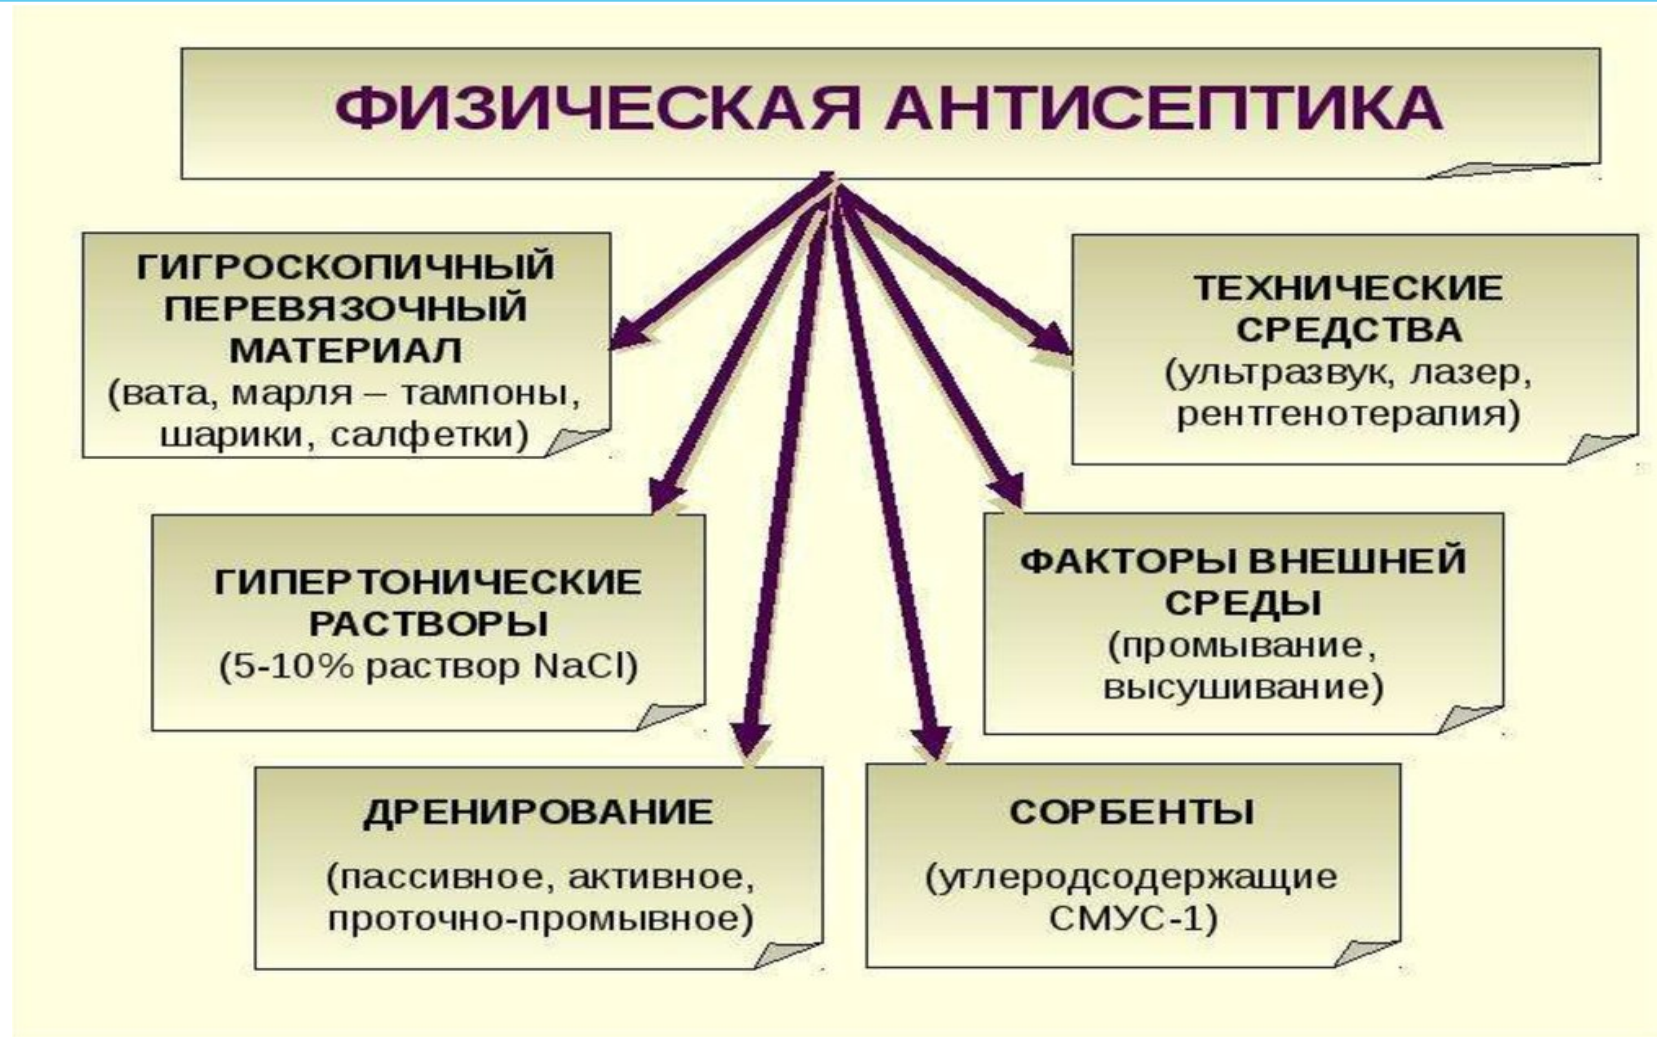 ФИЗИЧЕСКАЯ АНТИСЕПТИКА
ГИГРОСКОПИЧНЫЙ
ПЕРЕВЯЗОЧНЫЙ
МАТЕРИАЛ
(вата, марля – тампоны,
шарики, салфетки)
ТЕХНИЧЕСКИЕ
СРЕДСТВА
(ультразвук, лазер,
рентгенотерапия)
ГИПЕРТОНИЧЕСКИЕ
РАСТВОРЫ
(5-10% раствор NaCl)
ФАКТОРЫ ВНЕШНЕЙ
СРЕДЫ
(промывание,
высушивание)
ДРЕНИРОВАНИЕ
(пассивное, активное,
проточно-промывное)
СОРБЕНТЫ
(углеродсодержащие
СМУС-1)